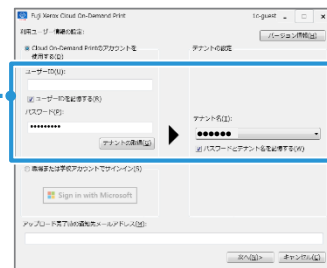 Fuji Xerox Cloud On-Demand Print
lc-guest
利用ユーザー情報の設定:
バージョン情報(H)
Cloud On-Demand Printのアカウントを使用する(O)
テナントの設定
ユーザーID(U):
ユーザーIDを記憶する(R)
パスワード(P):
●●●●●●●●●
テナントの取得(G)
テナント名(I):
●●●●●●
パスワードとテナント名を記憶する(W)
職場または学校アカウントでサインイン(S)
Sign in with Microsoft
アップロード完了時の通知先メールアドレス(M):
次へ(N)>
キャンセル(C)